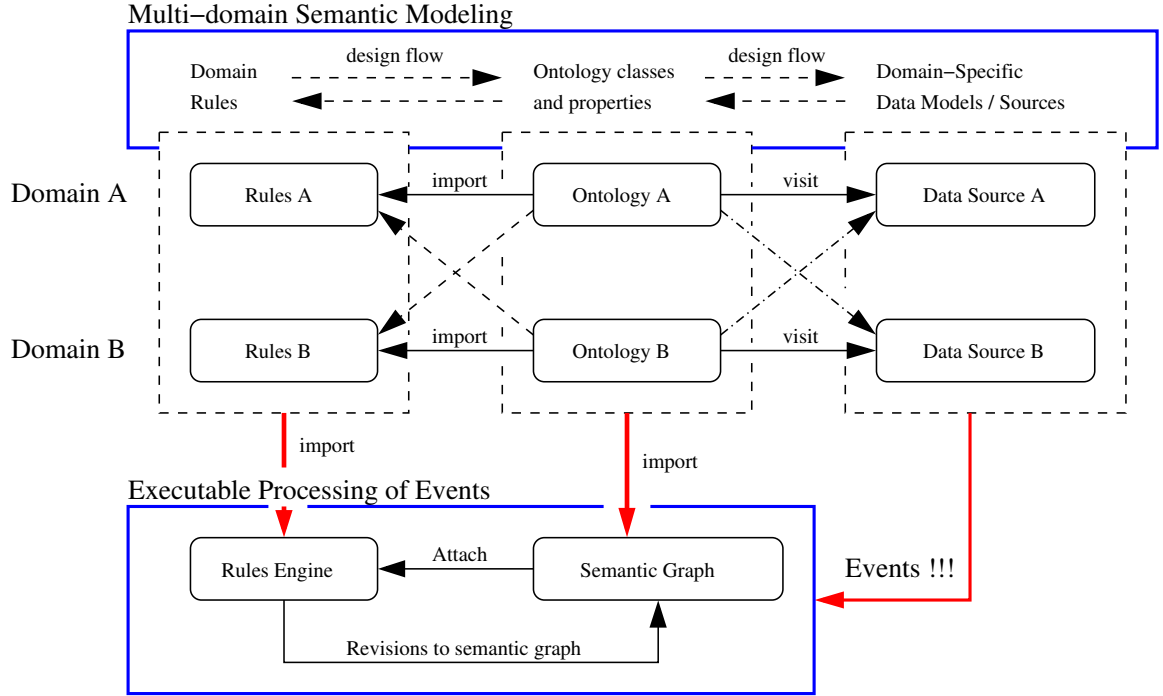 Multi−domain Semantic Modeling
design flow
design flow
Domain
Rules
Ontology classes
and properties
Domain−Specific
Data Models / Sources
Domain A
Rules A
import
Ontology A
visit
Data Source A
Domain B
Rules B
import
Ontology B
visit
Data Source B
import
import
Executable Processing of Events
Rules Engine
Attach
Semantic Graph
Events !!!
Revisions to semantic graph